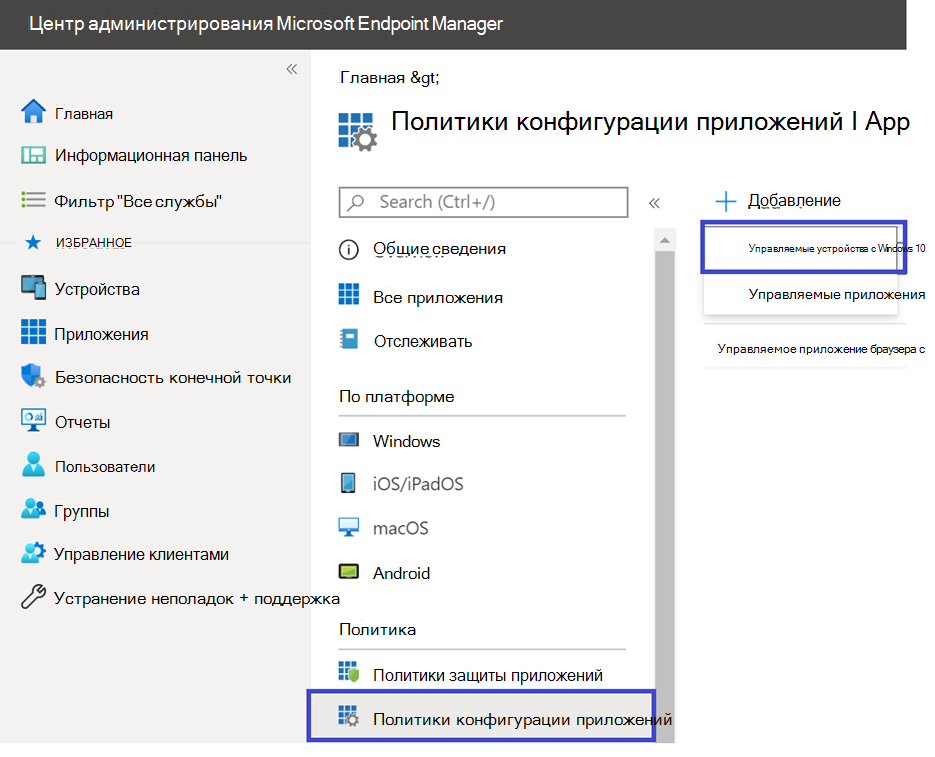 Центр администрирования Microsoft Endpoint Manager
Главная
Информационная панель
Фильтр "Все службы"
ИЗБРАННОЕ
Устройства
Приложения
Безопасность конечной точки
Отчеты
Пользователи
Группы
Управление клиентами
Устранение неполадок + поддержка
Главная &gt;
Политики конфигурации приложений | App
Search (Ctrl+/)
Общие сведения
Все приложения
Отслеживать
По платформе
Windows
iOS/iPadOS
macOS
Android
Политика
Политики защиты приложений
Политики конфигурации приложений
Добавление
Управляемые устройства с Windows 10
Управляемые приложения
Управляемое приложение браузера с